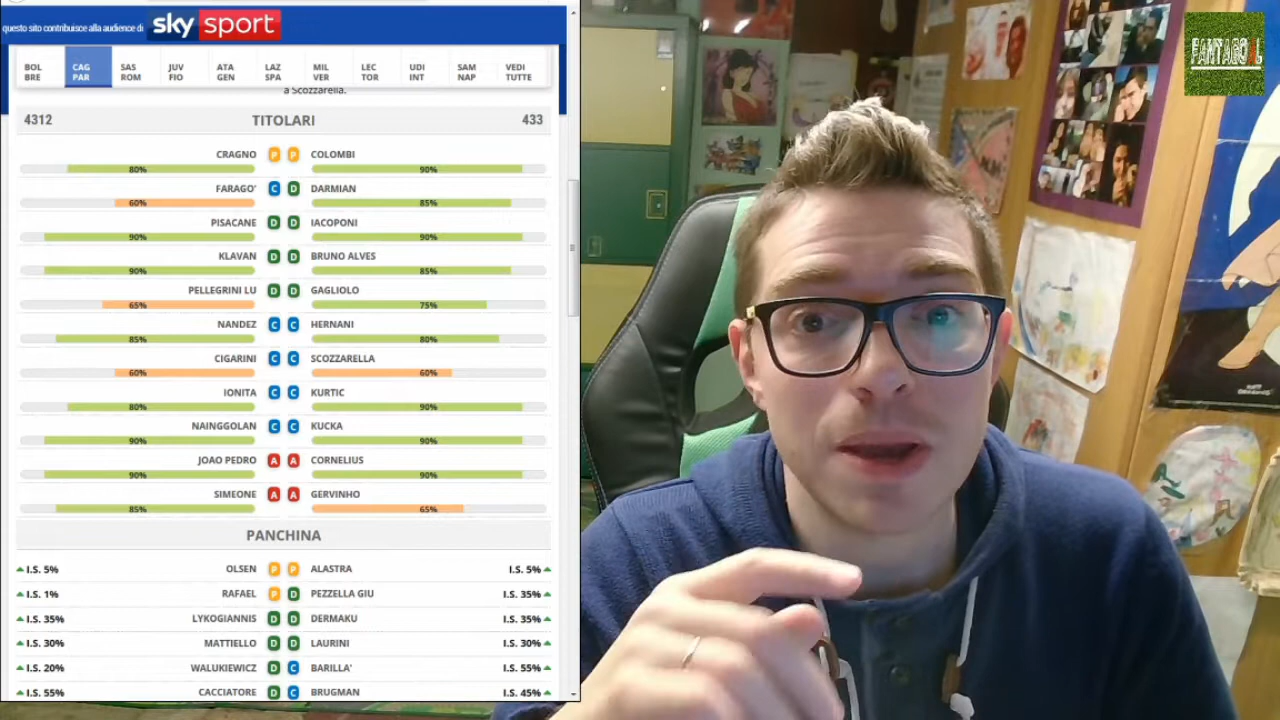 questo sito contribuisce alla audience di sky sport
BOL BRE
CAG PAR
SAS ROM
JUV FIO
ATA GEN
LAZ SPA
MIL VER
LEC TOR
UDI INT
SAM NAP
VEDI TUTTE
a Scozzarella.
4312 TITOLARI 433
CRAGNO P P COLOMBI
80% 90%
FARAGO' C D DARMIAN
60% 85%
PISACANE D D IACOPONI
90% 90%
KLAVAN D D BRUNO ALVES
90% 85%
PELLEGRINI LU D D GAGLIOLO
65% 75%
NANDEZ C C HERNANI
85% 80%
CIGARINI C C SCOZZARELLA
60% 60%
IONITA C C KURTIC
80% 90%
NAINGGOLAN C C KUCKA
90% 90%
JOAO PEDRO A A CORNELIUS
90% 90%
SIMEONE A A GERVINHO
85% 65%
PANCHINA
I.S. 5% OLSEN P P ALASTRA I.S. 5%
I.S. 1% RAFAEL P D PEZZELLA GIU I.S. 35%
I.S. 35% LYKOGIANNIS D D DERMAKU I.S. 35%
I.S. 30% MATTIELLO D D LAURINI I.S. 30%
I.S. 20% WALUKIEWICZ D C BARILLA' I.S. 55%
I.S. 55% CACCIATORE D C BRUGMAN I.S. 45%
FANTAGOAL